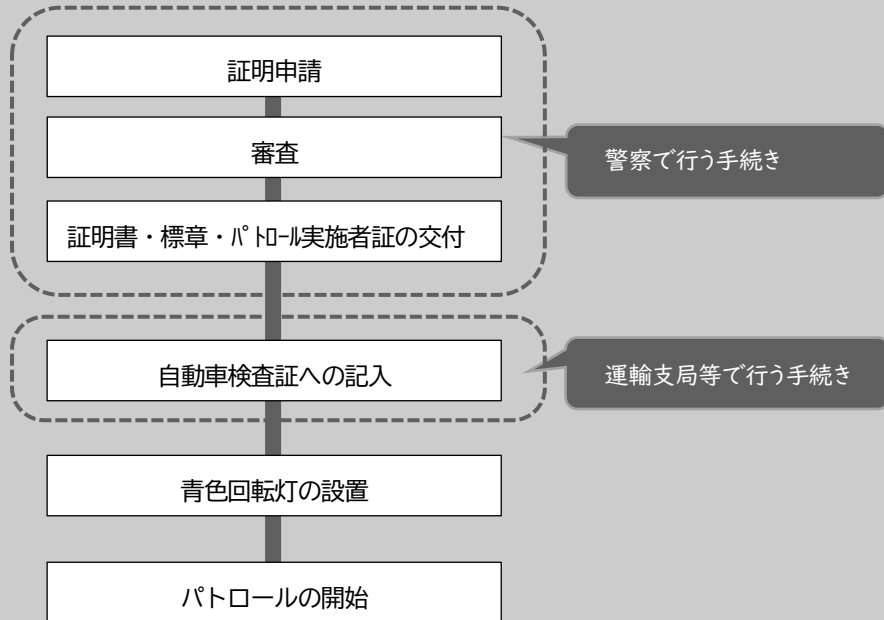 証明申請
審査
警察で行う手続き
証明書・標章・ﾊﾟﾄﾛｰﾙ実施者証の交付
自動車検査証への記入
運輸支局等で行う手続き
青色回転灯の設置
パトロールの開始